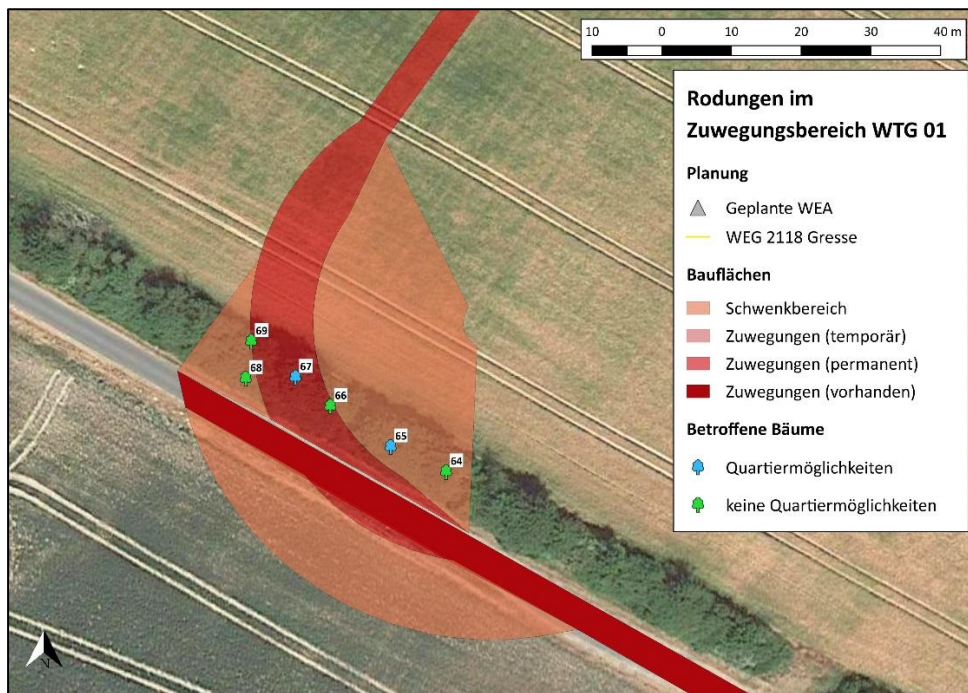 10 0 10 20 30 40 m
Rodungen im
Zuwegungsbereich WTG 01
Planung
Geplante WEA
WEG 2118 Gresse
Bauflächen
Schwenkbereich
Zuwegungen (temporär)
Zuwegungen (permanent)
Zuwegungen (vorhanden)
Betroffene Bäume
Quartiermöglichkeiten
keine Quartiermöglichkeiten
69
68
67
66
65
64
N